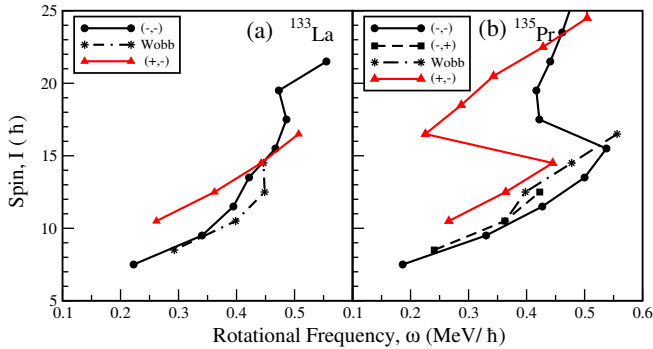 (-,-)
Wobb
(+,-)
(a)
¹³³La
(-,-)
(-,+)
Wobb
(+,-)
(b)
¹³⁵Pr
25
20
15
10
5
Spin, I (ħ)
0.1 0.2 0.3 0.4 0.5 0.1 0.2 0.3 0.4 0.5 0.6
Rotational Frequency, ω (MeV/ħ)